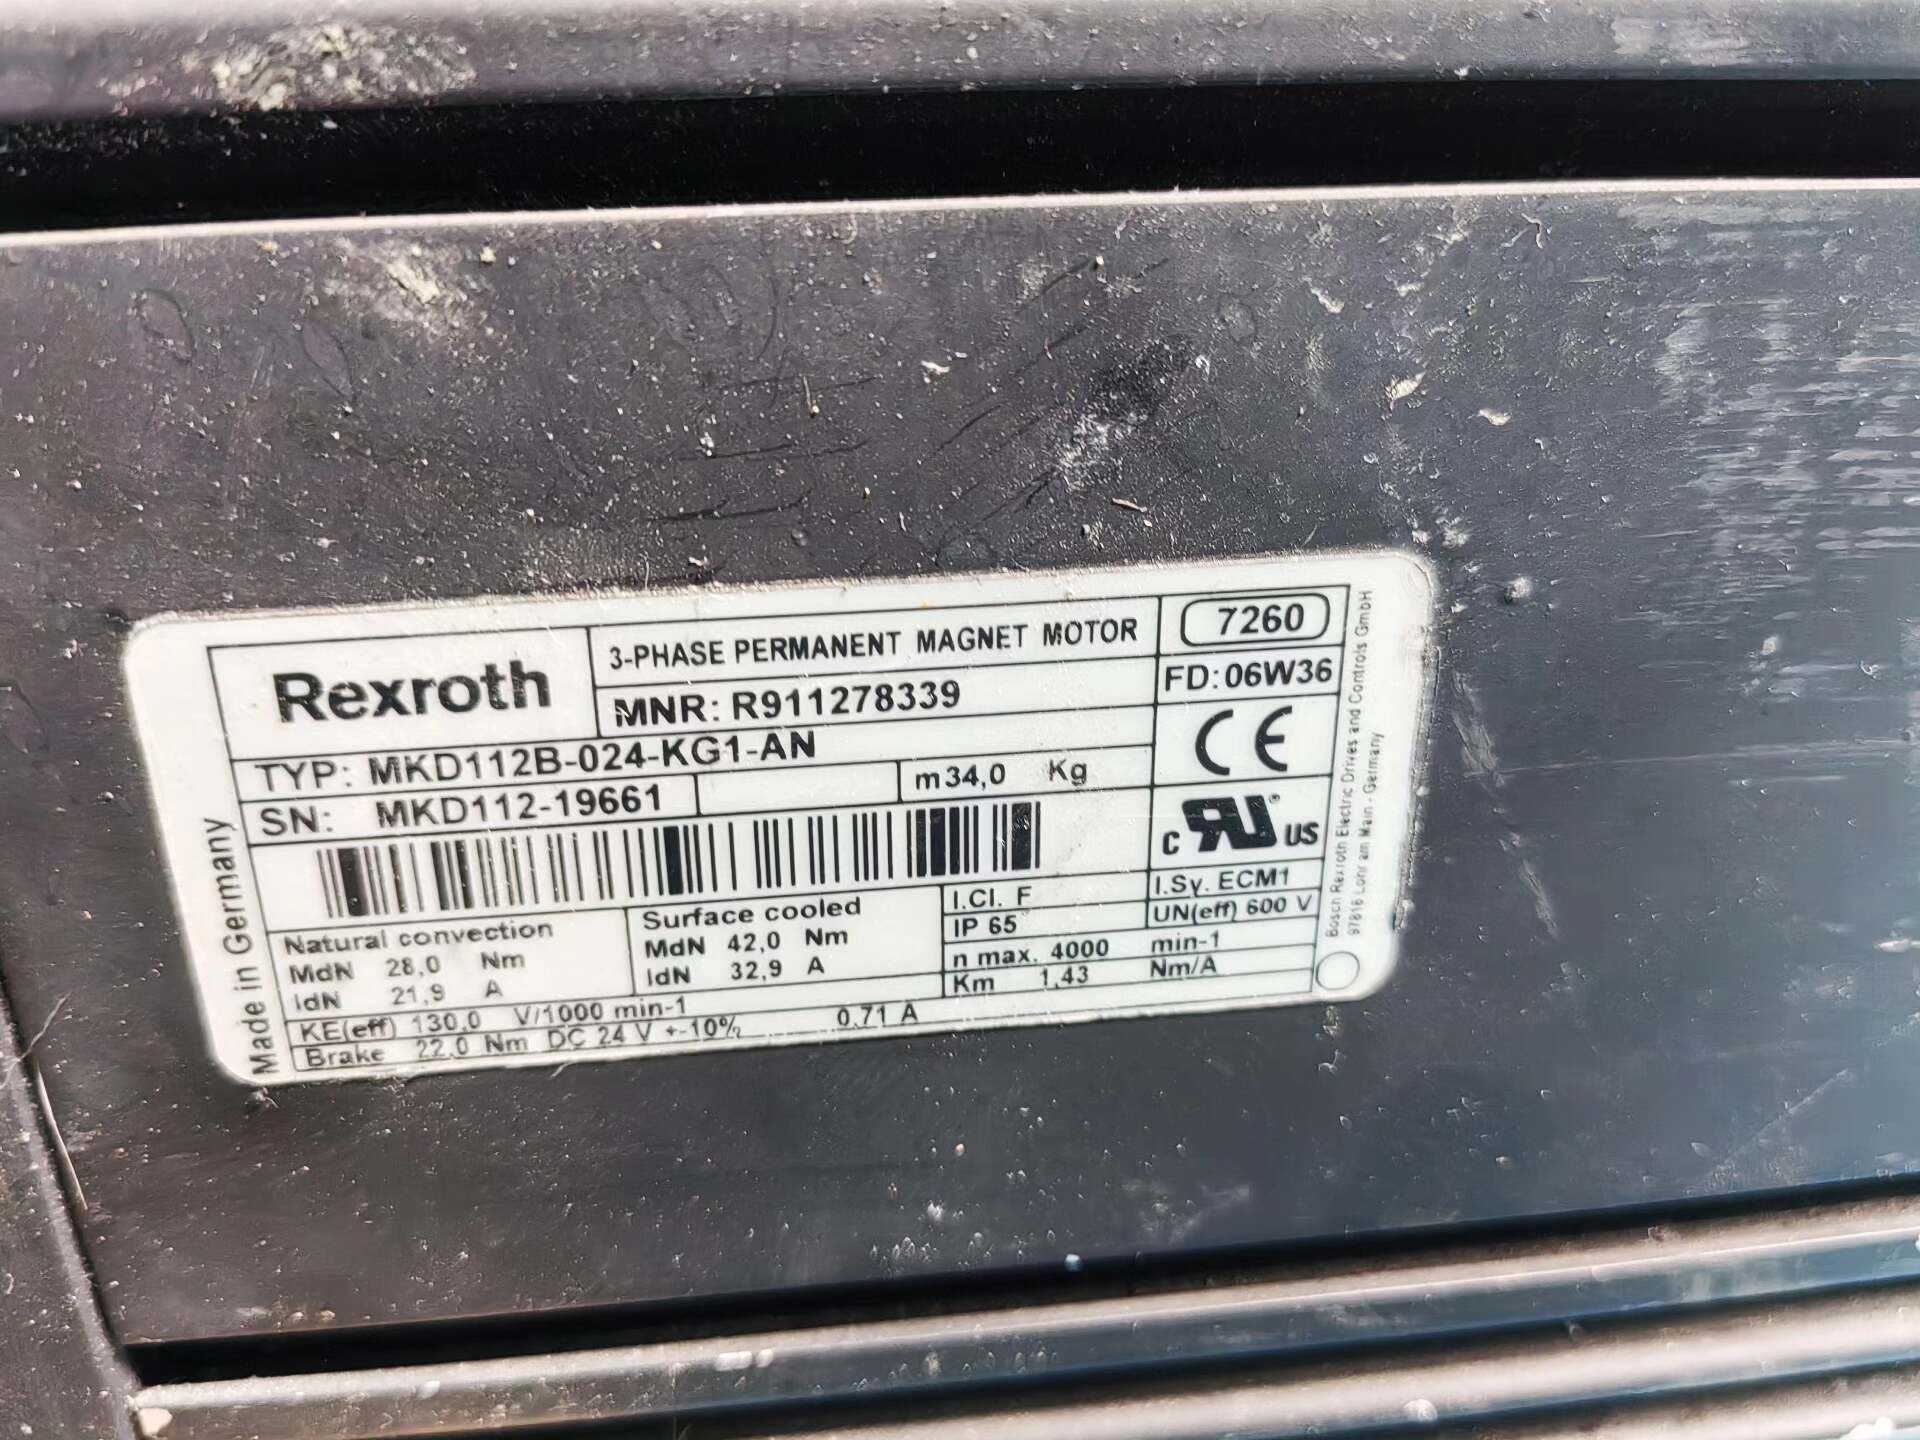 Rexroth
3-PHASE PERMANENT MAGNET MOTOR
7260
MNR: R911278339
FD: 06W36
TYP: MKD112B-024-KG1-AN
SN: MKD112-19661
m 34,0 Kg
CE
c RU ® US
Natural convection
MdN 28,0 Nm
IdN 21,9 A
Surface cooled
MdN 42,0 Nm
IdN 32,9 A
I.Cl. F
I.Sy. ECM1
IP 65
UN(eff) 600 V
n max. 4000 min-1
Km 1,43 Nm/A
KE(eff) 130,0 V/1000 min-1
Brake 22,0 Nm DC 24 V +-10% 0,71 A
Made in Germany
Bosch Rexroth Electric Drives and Controls GmbH
97816 Lohr am Main - Germany